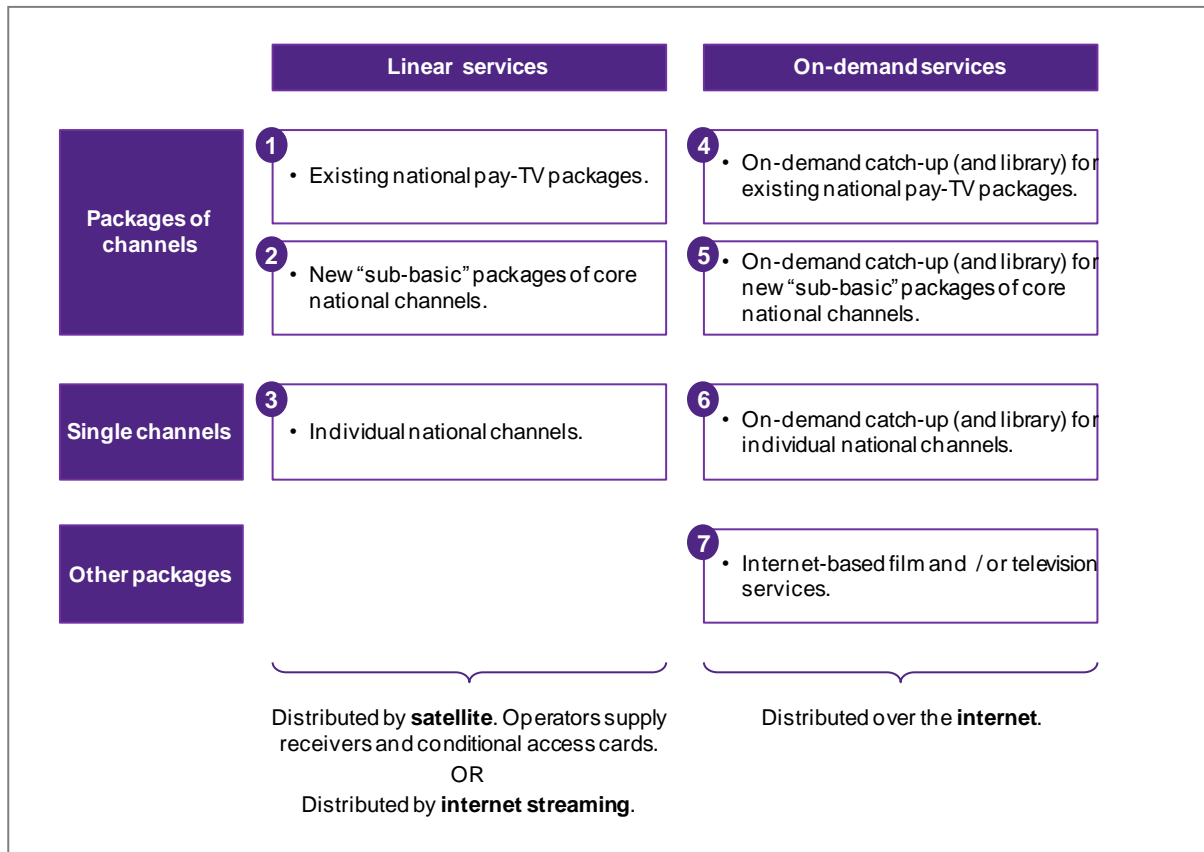 Linear services
On-demand services
Packages of
channels
1
• Existing national pay-TV packages.
4
• On-demand catch-up (and library) for
existing national pay-TV packages.
2
• New “sub-basic” packages of core
national channels.
5
• On-demand catch-up (and library) for
new “sub-basic” packages of core
national channels.
Single channels
3
• Individual national channels.
6
• On-demand catch-up (and library) for
individual national channels.
Other packages
7
• Internet-based film and / or television
services.
Distributed by satellite. Operators supply
receivers and conditional access cards.
OR
Distributed by internet streaming.
Distributed over the internet.